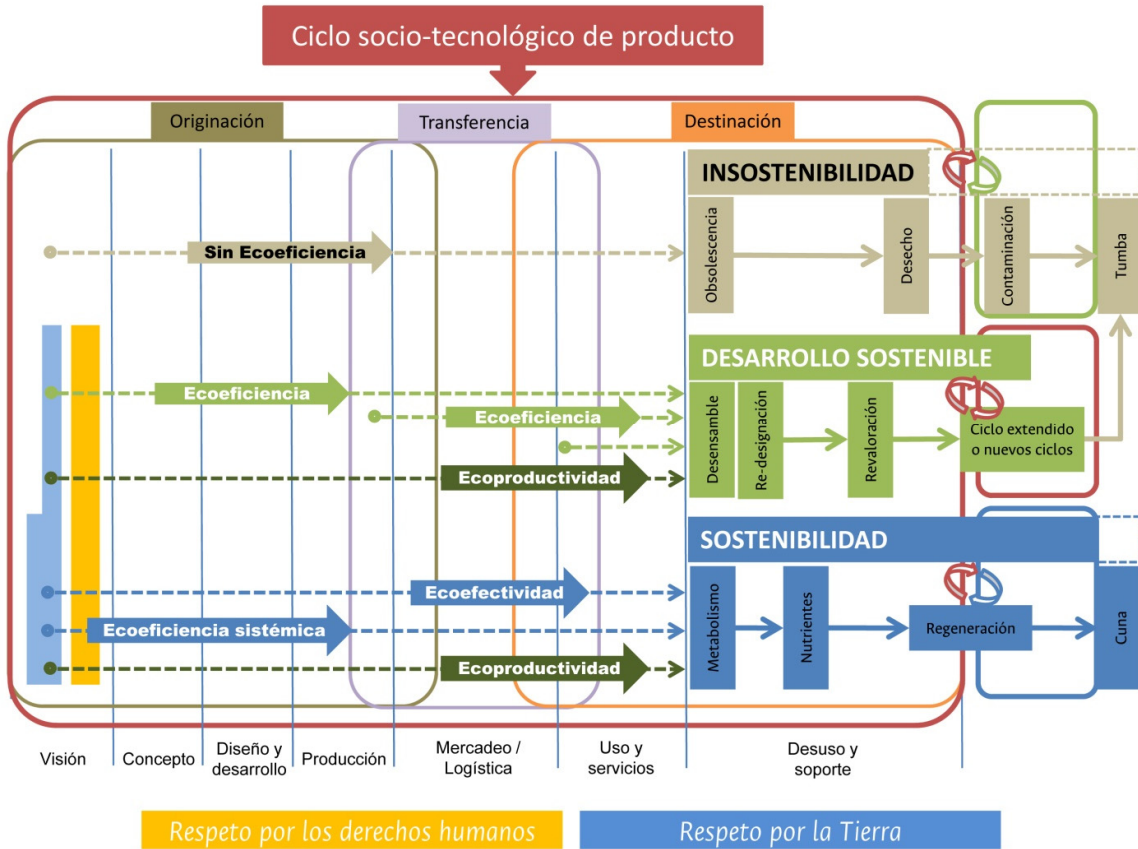 Ciclo socio-tecnológico de producto
Originación
Transferencia
Destinación
INSOSTENIBILIDAD
Sin Ecoeficiencia
Obsolescencia
Desecho
Contaminación
Tumba
DESARROLLO SOSTENIBLE
Ecoeficiencia
Ecoeficiencia
Ecoproductividad
Desensamble
Re-designación
Revaloración
Ciclo extendido
o nuevos ciclos
SOSTENIBILIDAD
Ecoefectividad
Ecoeficiencia sistémica
Ecoproductividad
Metabolismo
Nutrientes
Regeneración
Cuna
Visión
Concepto
Diseño y
desarrollo
Producción
Mercadeo /
Logística
Uso y
servicios
Desuso y
soporte
Respeto por los derechos humanos
Respeto por la Tierra